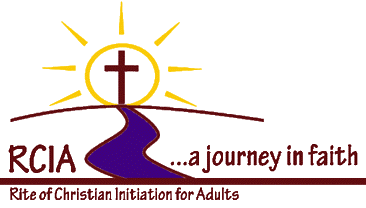 RCIA ...a journey in faith
Rite of Christian Initiation for Adults